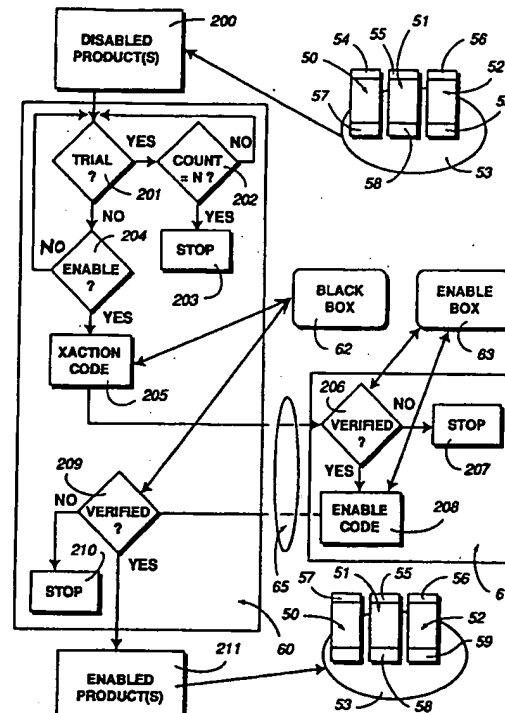 200
DISABLED
PRODUCT(S)
54
55
51
56
50
52
57
58
53
TRIAL
?
201
YES
COUNT
= N ?
202
NO
YES
STOP
203
NO
204
ENABLE
?
NO
YES
XACTION
CODE
205
BLACK
BOX
62
ENABLE
BOX
63
206
VERIFIED
?
NO
STOP
207
YES
ENABLE
CODE
208
65
209
VERIFIED
?
NO
STOP
210
YES
60
211
ENABLED
PRODUCT(S)
57
51
55
56
50
52
59
58
53